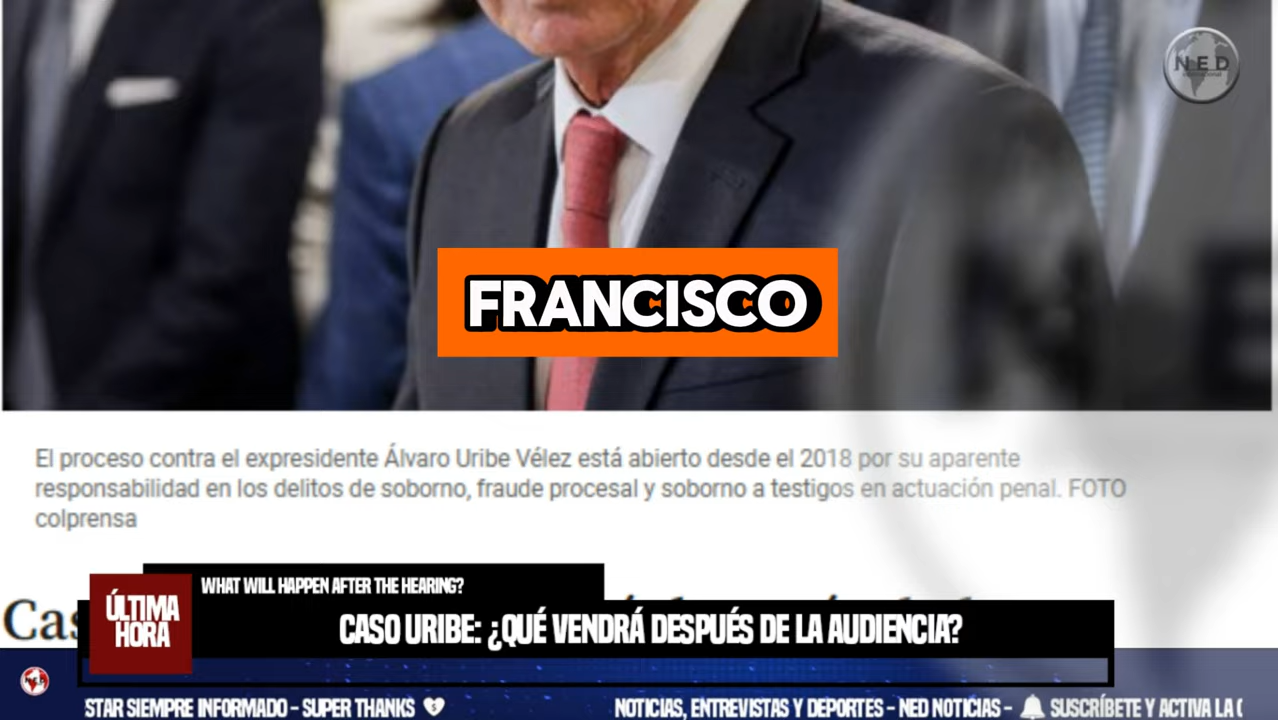 NED
FRANCISCO
El proceso contra el expresidente Álvaro Uribe Vélez está abierto desde el 2018 por su aparente
responsabilidad en los delitos de soborno, fraude procesal y soborno a testigos en actuación penal. FOTO
colprensa
WHAT WILL HAPPEN AFTER THE HEARING?
ÚLTIMA
HORA
CASO URIBE: ¿QUÉ VENDRÁ DESPUÉS DE LA AUDIENCIA?
STAR SIEMPRE INFORMADO - SUPER THANKS
NOTICIAS, ENTREVISTAS Y DEPORTES - NED NOTICIAS -
SUSCRÍBETE Y ACTIVA LA